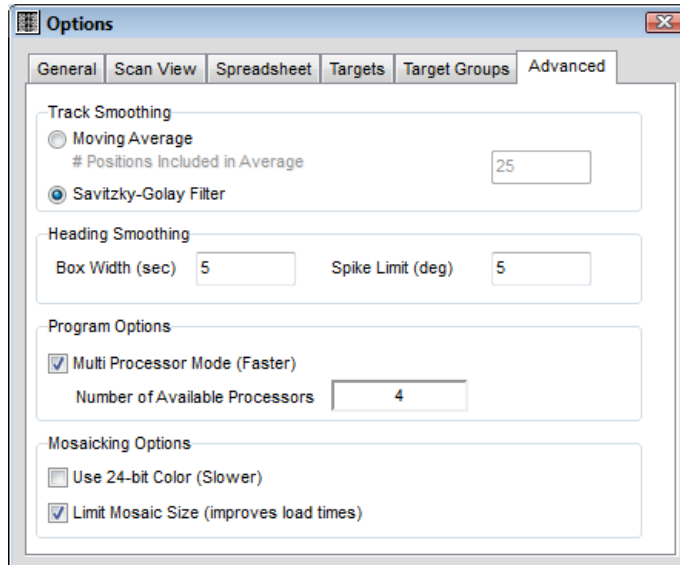 Options
General Scan View Spreadsheet Targets Target Groups Advanced
Track Smoothing
Moving Average
# Positions Included in Average 25
Savitzky-Golay Filter
Heading Smoothing
Box Width (sec) 5 Spike Limit (deg) 5
Program Options
Multi Processor Mode (Faster)
Number of Available Processors 4
Mosaicking Options
Use 24-bit Color (Slower)
Limit Mosaic Size (improves load times)